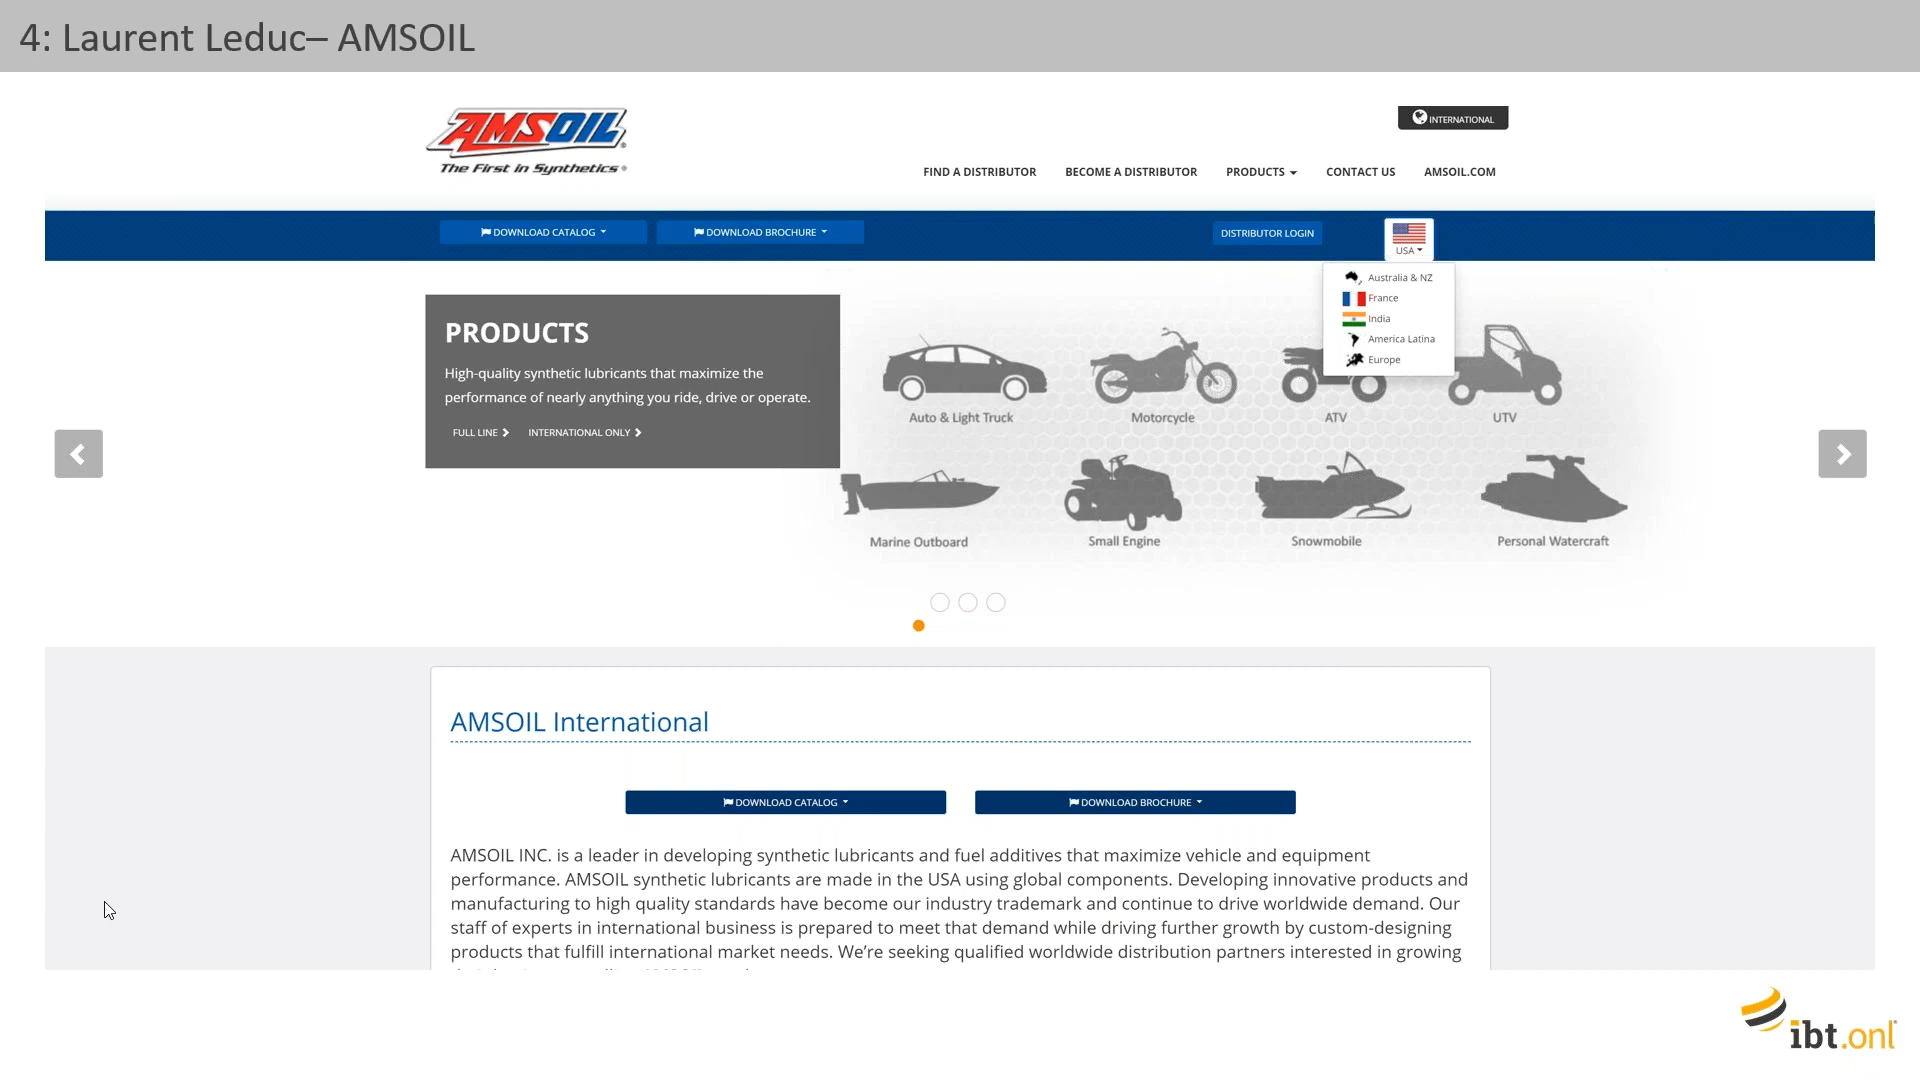 4: Laurent Leduc– AMSOIL
AMSOIL
The First in Synthetics®
INTERNATIONAL
FIND A DISTRIBUTOR BECOME A DISTRIBUTOR PRODUCTS CONTACT US AMSOIL.COM
DOWNLOAD CATALOG DOWNLOAD BROCHURE DISTRIBUTOR LOGIN USA
Australia & NZ
France
India
America Latina
Europe
PRODUCTS
High-quality synthetic lubricants that maximize the
performance of nearly anything you ride, drive or operate.
FULL LINE INTERNATIONAL ONLY
Auto & Light Truck Motorcycle ATV UTV
Marine Outboard Small Engine Snowmobile Personal Watercraft
AMSOIL International
DOWNLOAD CATALOG DOWNLOAD BROCHURE
AMSOIL INC. is a leader in developing synthetic lubricants and fuel additives that maximize vehicle and equipment
performance. AMSOIL synthetic lubricants are made in the USA using global components. Developing innovative products and
manufacturing to high quality standards have become our industry trademark and continue to drive worldwide demand. Our
staff of experts in international business is prepared to meet that demand while driving further growth by custom-designing
products that fulfill international market needs. We’re seeking qualified worldwide distribution partners interested in growing
ibt.onl